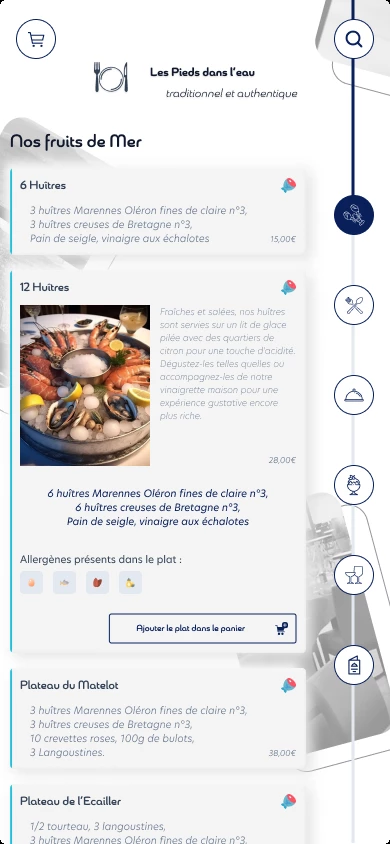 Les Pieds dans l'eau
traditionnel et authentique
Nos fruits de Mer
6 Huîtres
3 huîtres Marennes Oléron fines de claire n°3,
3 huîtres creuses de Bretagne n°3,
Pain de seigle, vinaigre aux échalotes
15,00€
12 Huîtres
Fraîches et salées, nos huîtres
sont servies sur un lit de glace
pilée avec des quartiers de
citron pour une touche d'acidité.
Dégustez-les telles quelles ou
accompagnez-les de notre
vinaigrette maison pour une
expérience gustative encore
plus riche.
28,00€
6 huîtres Marennes Oléron fines de claire n°3,
6 huîtres creuses de Bretagne n°3,
Pain de seigle, vinaigre aux échalotes
Allergènes présents dans le plat :
Ajouter le plat dans le panier
Plateau du Matelot
3 huîtres Marennes Oléron fines de claire n°3,
3 huîtres creuses de Bretagne n°3,
10 crevettes roses, 100g de bulots,
3 Langoustines.
38,00€
Plateau de l'Ecailler
1/2 tourteau, 3 langoustines,
3 huîtres Marennes Oléron fines de claire n°3,